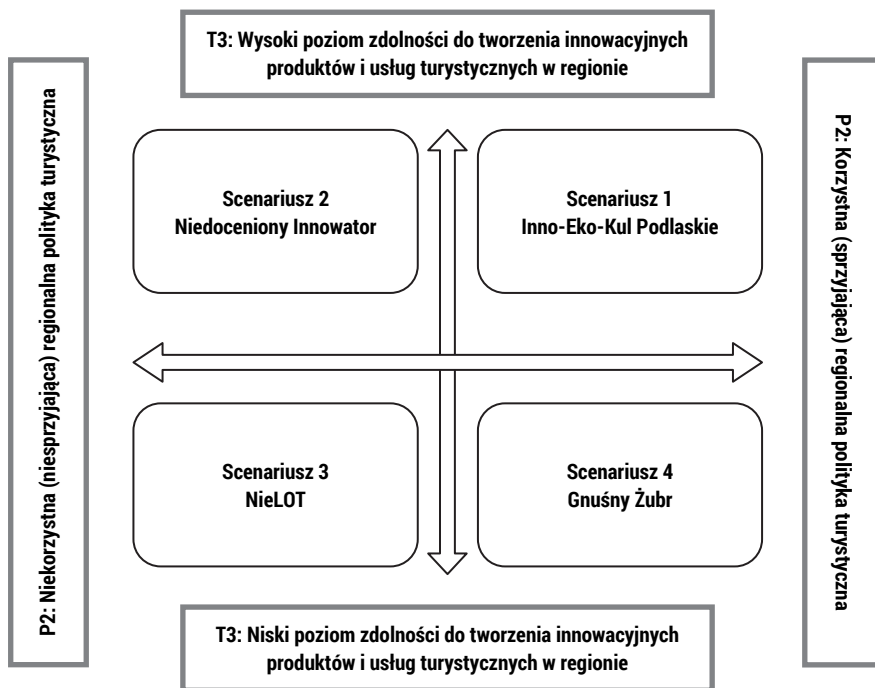 T3: Wysoki poziom zdolności do tworzenia innowacyjnych
produktów i usług turystycznych w regionie
P2: Niekorzystna (niesprzyjająca) regionalna polityka turystyczna
Scenariusz 2
Niedoceniony Innowator
Scenariusz 1
Inno-Eko-Kul Podlaskie
P2: Korzystna (sprzyjająca) regionalna polityka turystyczna
Scenariusz 3
NieLOT
Scenariusz 4
Gnuśny Żubr
T3: Niski poziom zdolności do tworzenia innowacyjnych
produktów i usług turystycznych w regionie